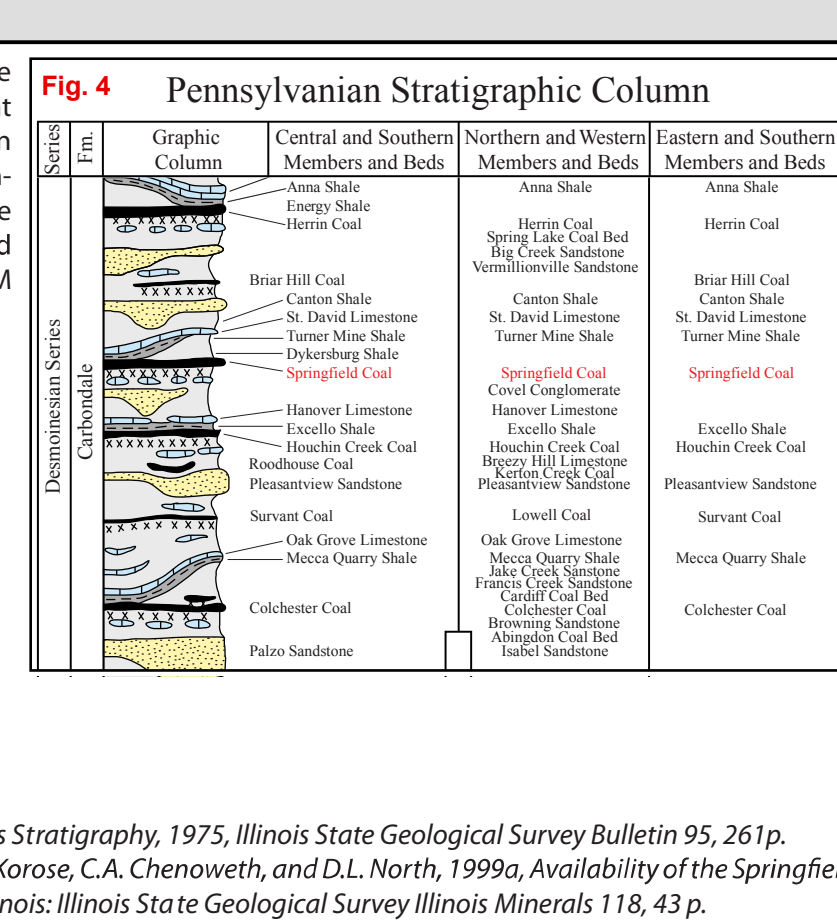 e
nt
n
n-
e
d
M
Fig. 4
Pennsylvanian Stratigraphic Column
Series
Fm.
Graphic
Column
Central and Southern
Members and Beds
Northern and Western
Members and Beds
Eastern and Southern
Members and Beds
Desmoinesian Series
Carbondale
Anna Shale
Energy Shale
Herrin Coal
Briar Hill Coal
Canton Shale
St. David Limestone
Turner Mine Shale
Dykersburg Shale
Springfield Coal
Hanover Limestone
Excello Shale
Houchin Creek Coal
Roodhouse Coal
Pleasantview Sandstone
Survant Coal
Oak Grove Limestone
Mecca Quarry Shale
Colchester Coal
Palzo Sandstone
Anna Shale
Herrin Coal
Spring Lake Coal Bed
Big Creek Sandstone
Vermillionville Sandstone
Canton Shale
St. David Limestone
Turner Mine Shale
Springfield Coal
Covel Conglomerate
Hanover Limestone
Excello Shale
Houchin Creek Coal
Breezy Hill Limestone
Kerton Creek Coal
Pleasantview Sandstone
Lowell Coal
Oak Grove Limestone
Mecca Quarry Shale
Jake Creek Sanstone
Francis Creek Sandstone
Cardiff Coal Bed
Colchester Coal
Browning Sandstone
Abingdon Coal Bed
Isabel Sandstone
Anna Shale
Herrin Coal
Briar Hill Coal
Canton Shale
St. David Limestone
Turner Mine Shale
Springfield Coal
Excello Shale
Houchin Creek Coal
Pleasantview Sandstone
Survant Coal
Mecca Quarry Shale
Colchester Coal
s Stratigraphy, 1975, Illinois State Geological Survey Bulletin 95, 261p.
Korose, C.A. Chenoweth, and D.L. North, 1999a, Availability of the Springfiel
inois: Illinois State Geological Survey Illinois Minerals 118, 43 p.